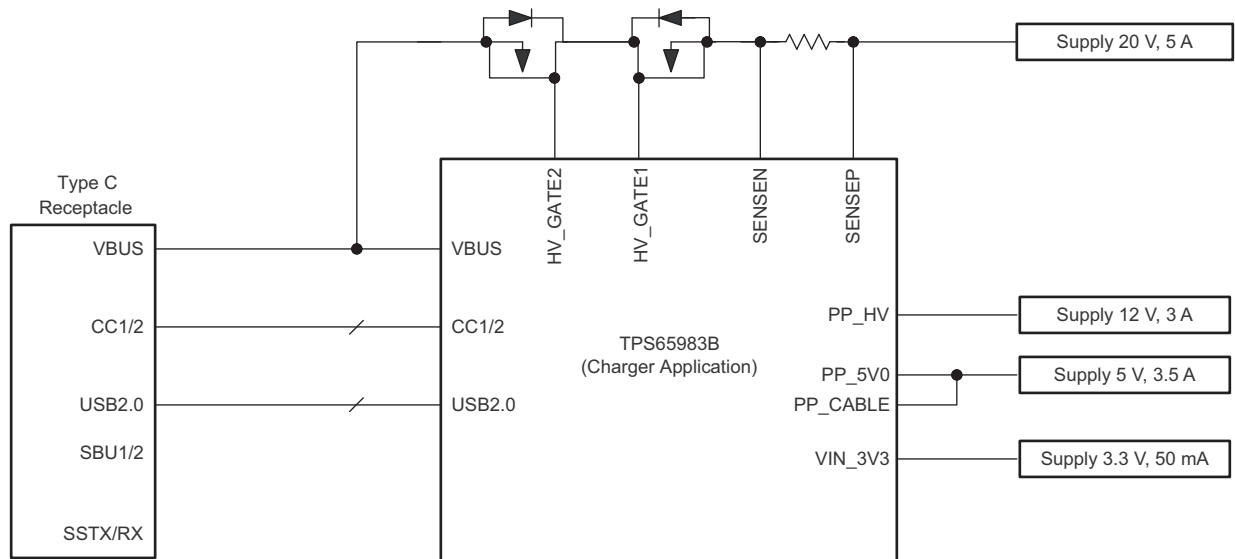 Supply 20 V, 5 A
HV_GATE2
HV_GATE1
SENSEN
SENSEP
Type C
Receptacle
VBUS
VBUS
CC1/2
CC1/2
USB2.0
USB2.0
SBU1/2
SSTX/RX
TPS65983B
(Charger Application)
PP_HV
Supply 12 V, 3 A
PP_5V0
Supply 5 V, 3.5 A
PP_CABLE
VIN_3V3
Supply 3.3 V, 50 mA